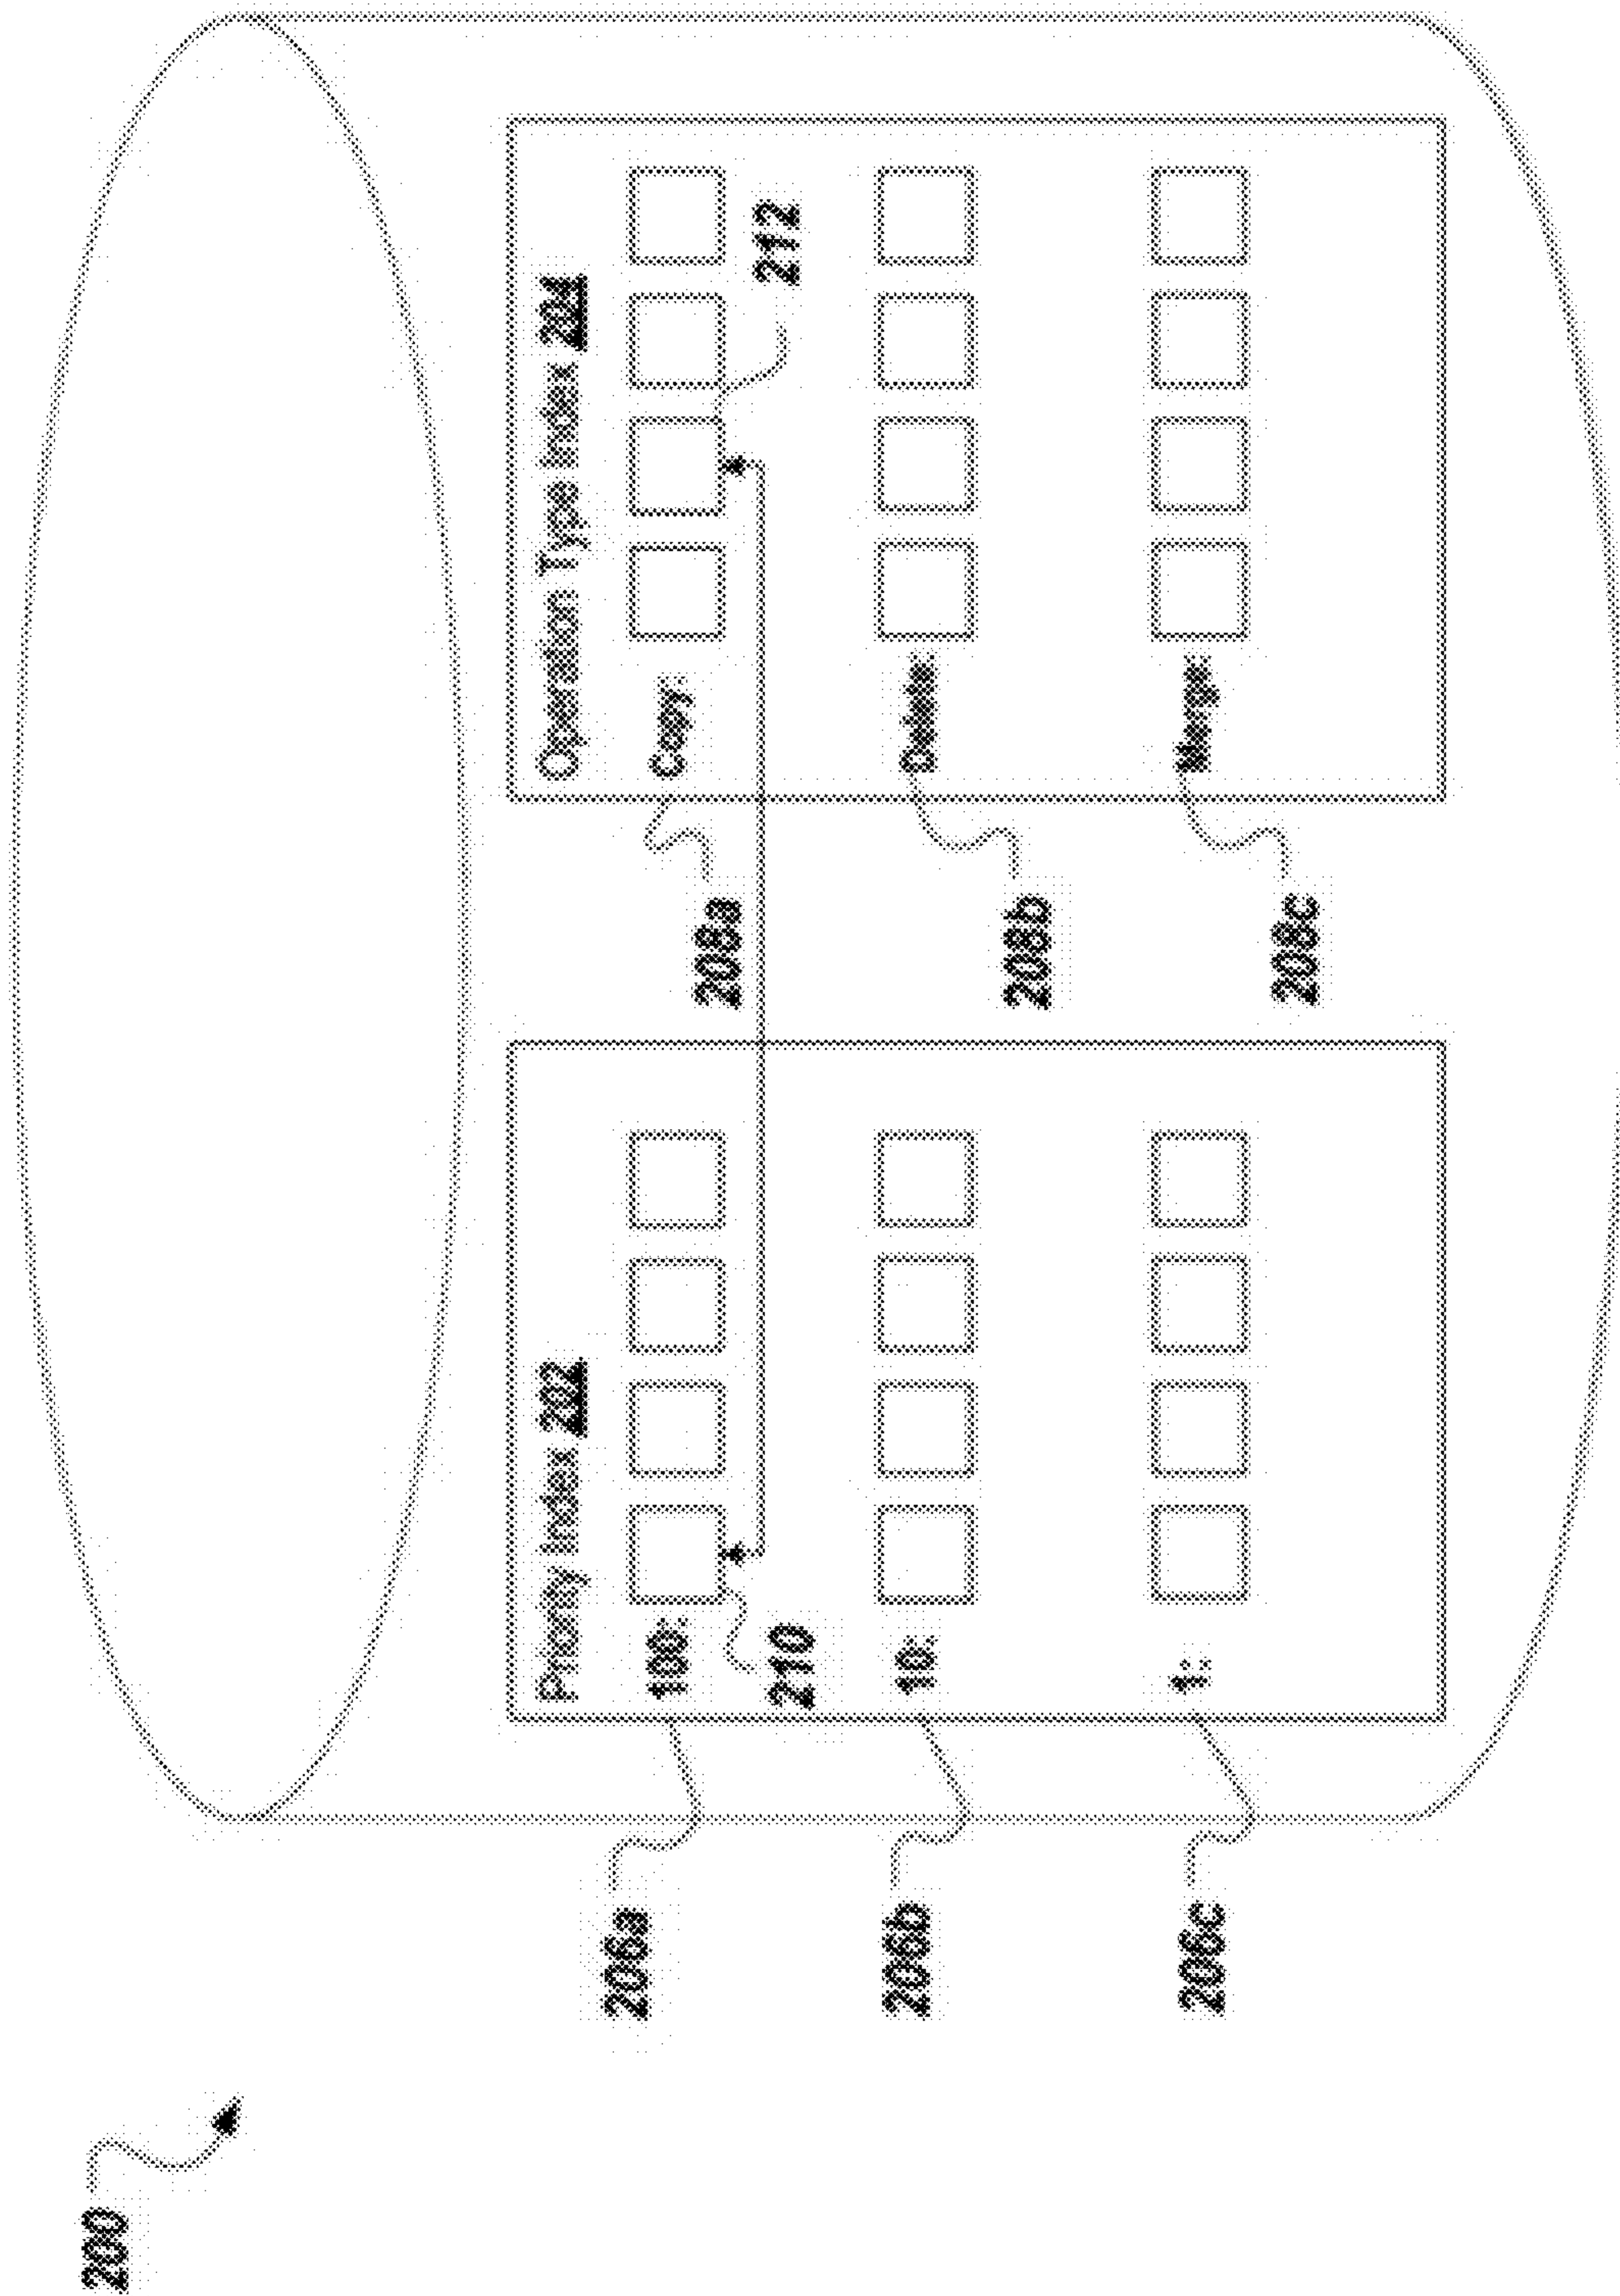 200
Priority Index 202
206a
100:
210
206b
10:
206c
1:
Operation Type Index 204
208a
Copy:
212
208b
Delete:
208c
Merge: